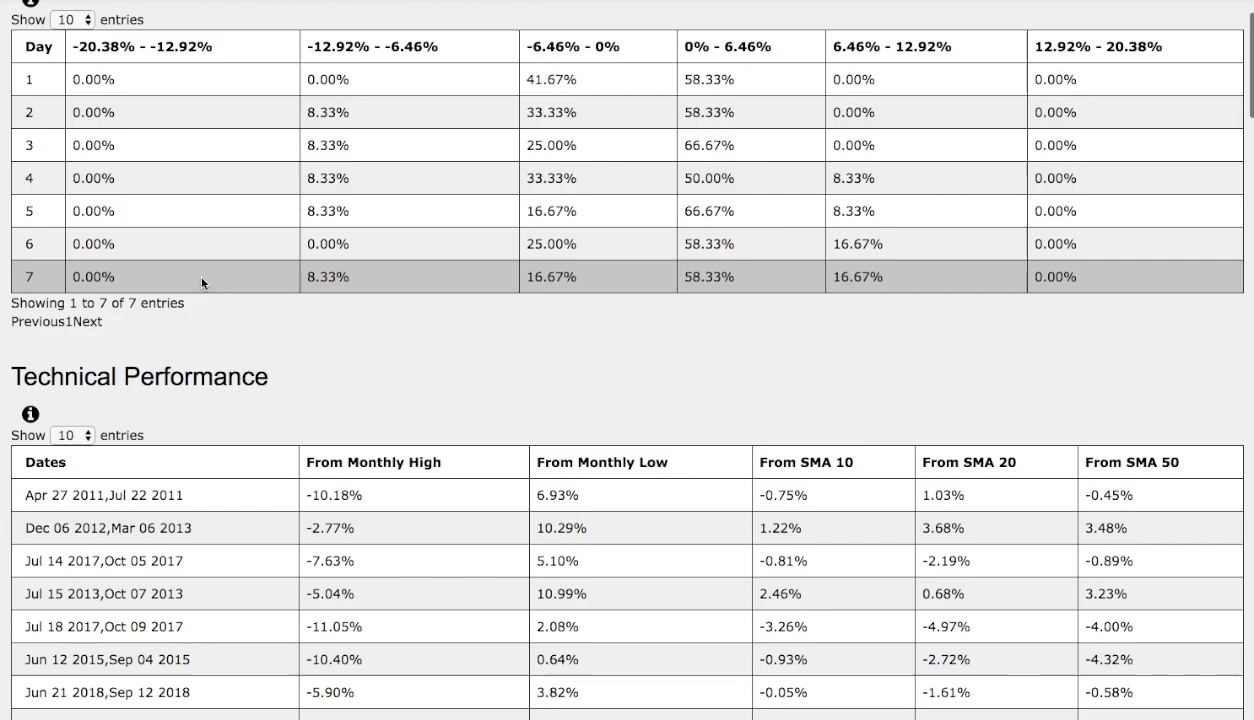 Show 10 entries
Day -20.38% - -12.92% -12.92% - -6.46% -6.46% - 0% 0% - 6.46% 6.46% - 12.92% 12.92% - 20.38%
1 0.00% 0.00% 41.67% 58.33% 0.00% 0.00%
2 0.00% 8.33% 33.33% 58.33% 0.00% 0.00%
3 0.00% 8.33% 25.00% 66.67% 0.00% 0.00%
4 0.00% 8.33% 33.33% 50.00% 8.33% 0.00%
5 0.00% 8.33% 16.67% 66.67% 8.33% 0.00%
6 0.00% 0.00% 25.00% 58.33% 16.67% 0.00%
7 0.00% 8.33% 16.67% 58.33% 16.67% 0.00%
Showing 1 to 7 of 7 entries
Previous1Next
Technical Performance
Show 10 entries
Dates From Monthly High From Monthly Low From SMA 10 From SMA 20 From SMA 50
Apr 27 2011,Jul 22 2011 -10.18% 6.93% -0.75% 1.03% -0.45%
Dec 06 2012,Mar 06 2013 -2.77% 10.29% 1.22% 3.68% 3.48%
Jul 14 2017,Oct 05 2017 -7.63% 5.10% -0.81% -2.19% -0.89%
Jul 15 2013,Oct 07 2013 -5.04% 10.99% 2.46% 0.68% 3.23%
Jul 18 2017,Oct 09 2017 -11.05% 2.08% -3.26% -4.97% -4.00%
Jun 12 2015,Sep 04 2015 -10.40% 0.64% -0.93% -2.72% -4.32%
Jun 21 2018,Sep 12 2018 -5.90% 3.82% -0.05% -1.61% -0.58%